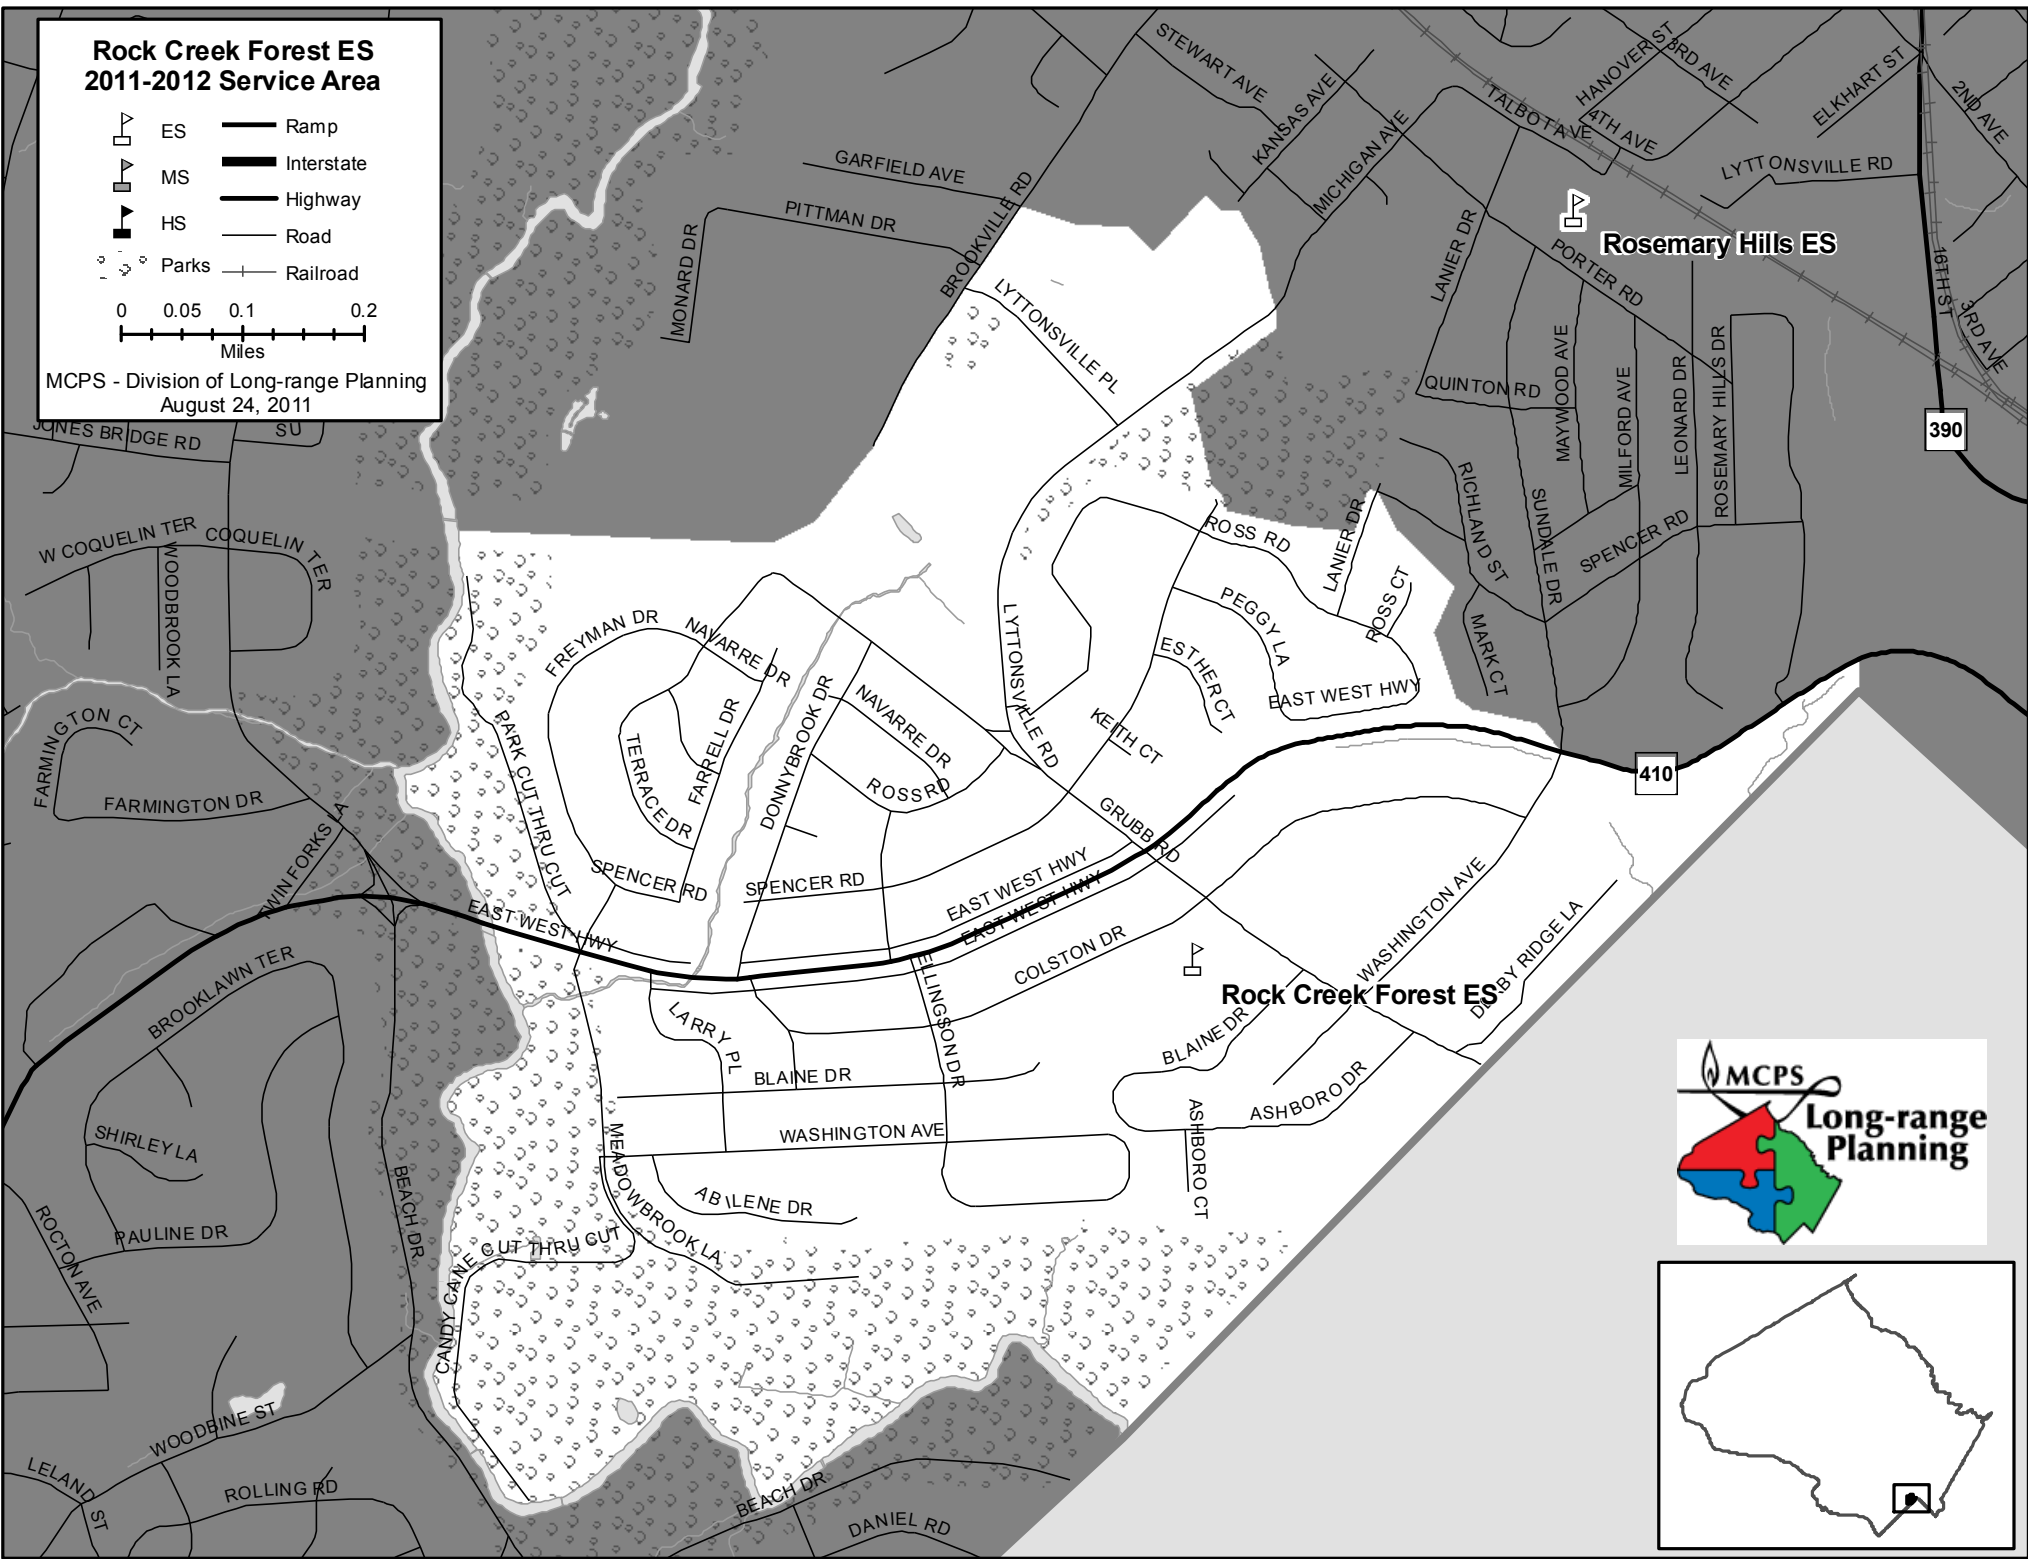 Rock Creek Forest ES
2011-2012 Service Area
ES
Ramp
MS
Interstate
HS
Highway
Road
Parks
Railroad
0 0.05 0.1 0.2
Miles
MCPS - Division of Long-range Planning
August 24, 2011
STEWART AVE
KANSAS AVE
MICHIGAN AVE
TALBOT AVE
HANOVER ST
3RD AVE
4TH AVE
ELKHART ST
2ND AVE
LYTTONSVILLE RD
GARFIELD AVE
PITTMAN DR
MONARD DR
BROOKVILLE RD
LYTTONSVILLE PL
LANIER DR
Rosemary Hills ES
PORTER RD
16TH ST
3RD AVE
390
QUINTON RD
MAYWOOD AVE
MILFORD AVE
LEONARD DR
ROSEMARY HILLS DR
RICHLAND ST
SUNDALE DR
SPENCER RD
MARK CT
JONES BRIDGE RD
SU
W COQUELIN TER
COQUELIN TER
WOODBROOK LA
FARMINGTON CT
FARMINGTON DR
TWIN FORKS LA
PARK CUT THRU CUT
FREYMAN DR
NAVARRE DR
TERRACE DR
FARRELL DR
DONNYBROOK DR
NAVARRE DR
ROSS RD
LYTTONSVILLE RD
ROSS RD
LANIER DR
ROSS CT
PEGGY LA
ESTHER CT
KEITH CT
EAST WEST HWY
410
GRUBB RD
SPENCER RD
SPENCER RD
EAST WEST HWY
EAST WEST HWY
EAST WEST HWY
COLSTON DR
WASHINGTON AVE
DERBY RIDGE LA
Rock Creek Forest ES
BLAINE DR
ASHBORO DR
ASHBORO CT
ELLINGSON DR
LARRY PL
BLAINE DR
WASHINGTON AVE
ABILENE DR
MEADOWBROOK LA
CANDY CANE CUT THRU CUT
BEACH DR
BROOKLAWN TER
SHIRLEY LA
PAULINE DR
ROCTON AVE
WOODBINE ST
LELAND ST
ROLLING RD
BEACH DR
DANIEL RD
MCPS
Long-range
Planning